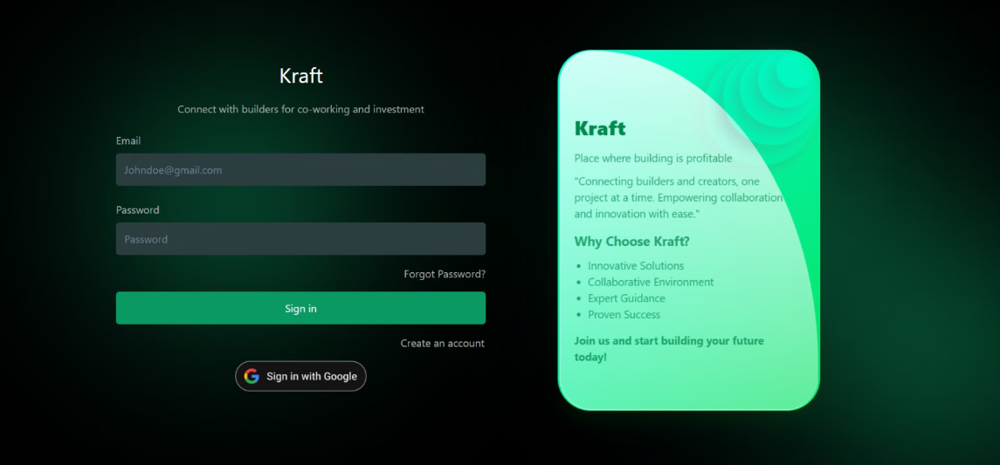 Kraft
Connect with builders for co-working and investment
Email
Johndoe@gmail.com
Password
Password
Forgot Password?
Sign in
Create an account
Sign in with Google
Kraft
Place where building is profitable
"Connecting builders and creators, one
project at a time. Empowering collaboration
and innovation with ease."
Why Choose Kraft?
• Innovative Solutions
• Collaborative Environment
• Expert Guidance
• Proven Success
Join us and start building your future
today!